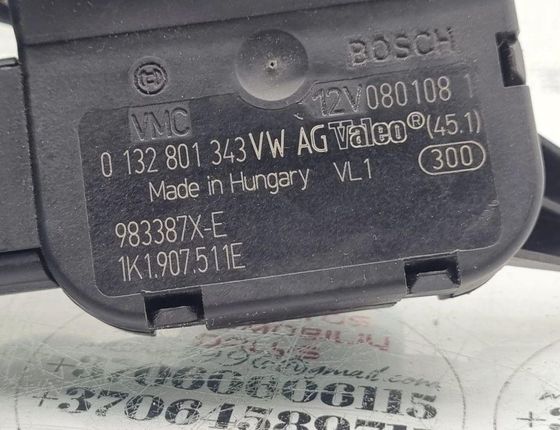 BOSCH
VMC
12V 080108 1
0 132 801 343 VW AG Valeo® (45.1)
Made in Hungary VL1 300
983387X-E
1K1.907.511E
+37060606115